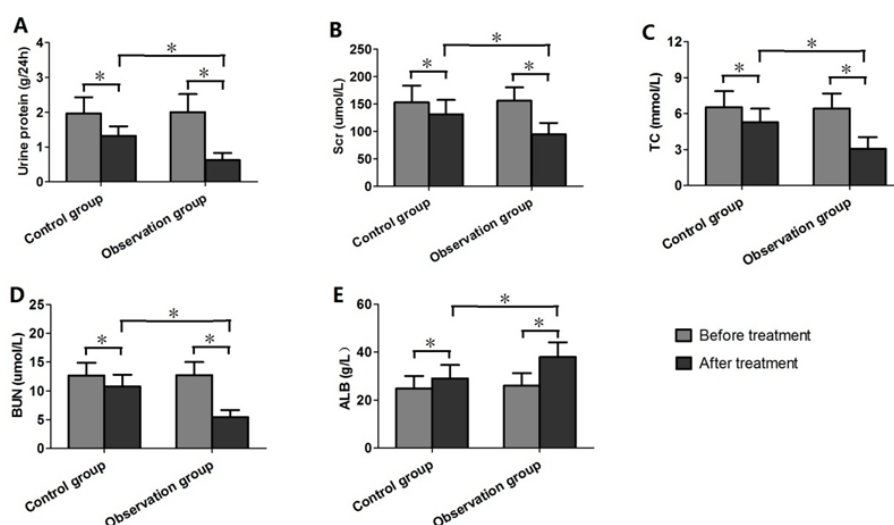 A
Urine protein (g/24h)
4
3
2
1
0
*
*
*
Control group
Observation group
B
Scr (umol/L)
250
200
150
100
50
0
*
*
*
Control group
Observation group
C
TC (mmol/L)
12
9
6
3
0
*
*
*
Control group
Observation group
D
BUN (umol/L)
25
20
15
10
5
0
*
*
*
Control group
Observation group
E
ALB (g/L）
60
40
20
0
*
*
*
Control group
Observation group
Before treatment
After treatment